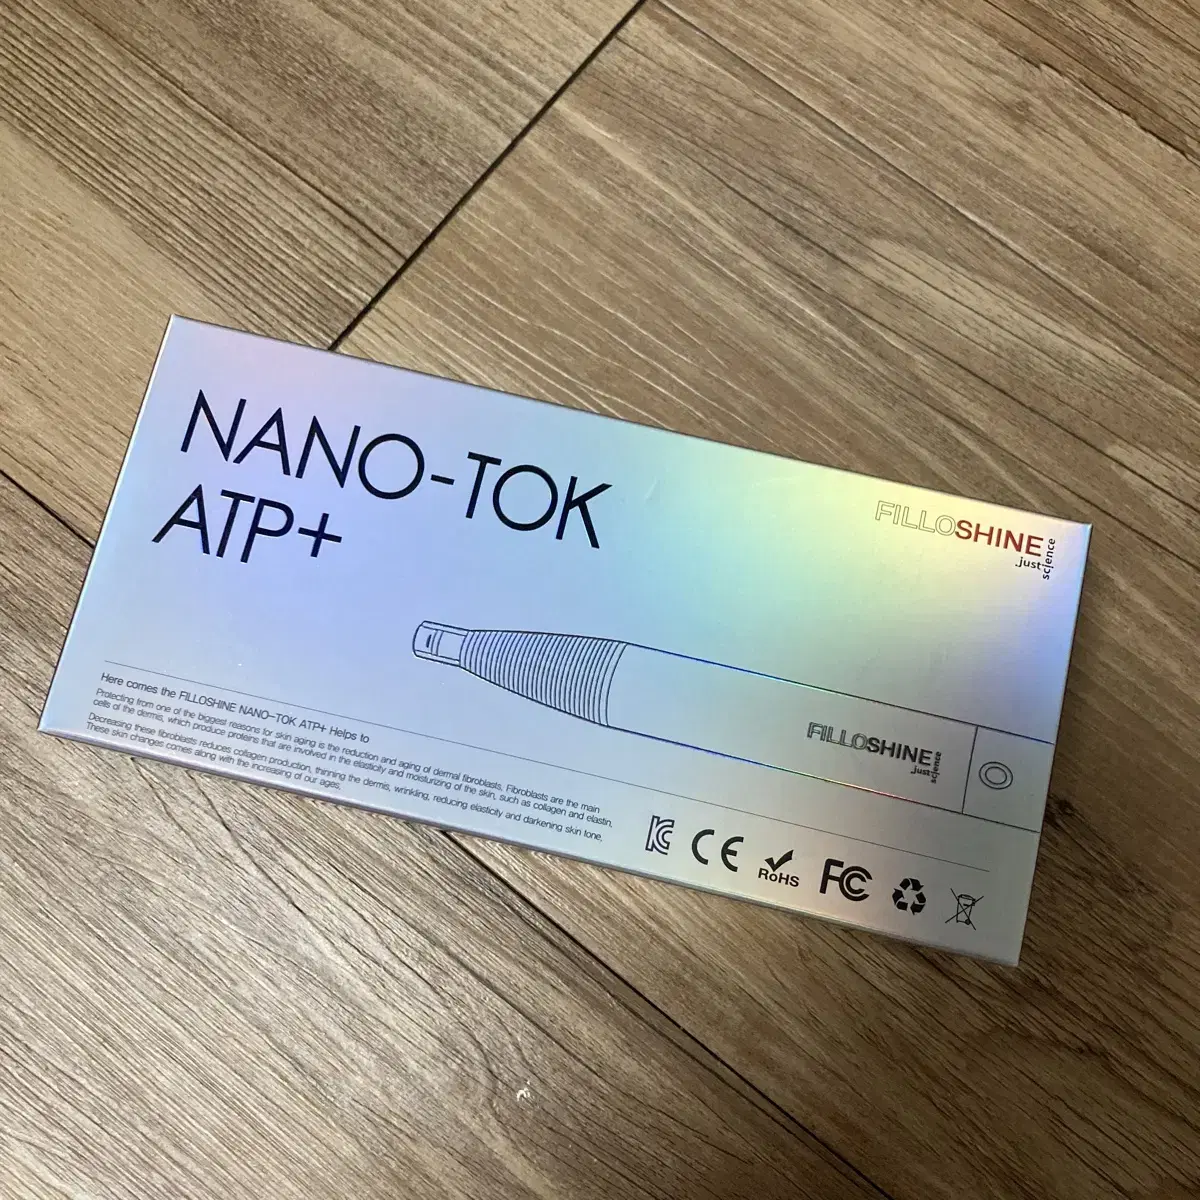 NANO-TOK
ATP+
FILLOSHINE
.just science
FILLOSHINE
.just science
Here comes the FILLOSHINE NANO-TOK ATP+ Helps to
Protecting from one of the biggest reasons for skin aging is the reduction and aging of dermal fibroblasts. Fibroblasts are the main
cells of the dermis, which produce proteins that are involved in the elasticity and moisturizing of the skin, such as collagen and elastin.
Decreasing these fibroblasts reduces collagen production, thinning the dermis, wrinkling, reducing elasticity and darkening skin tone.
These skin changes comes along with the increasing of our ages.
KC CE RoHS FC